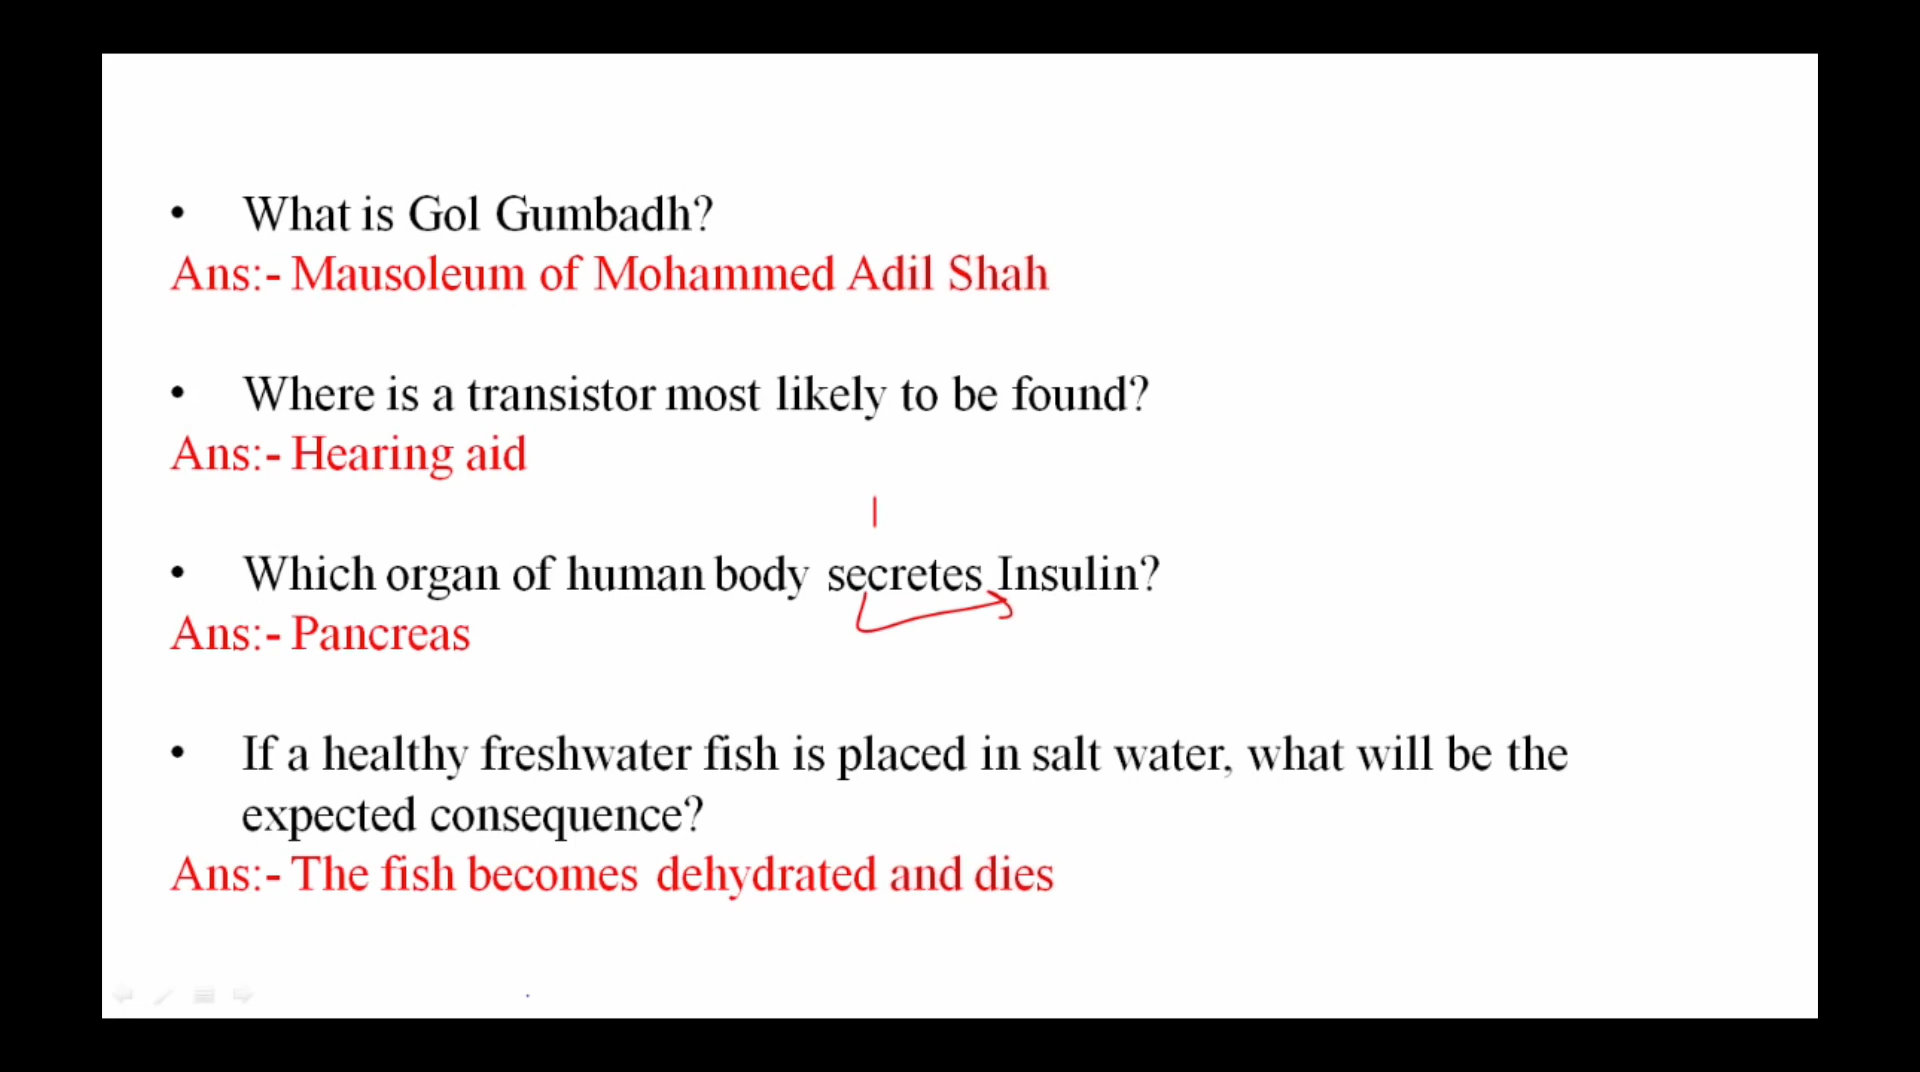 • What is Gol Gumbadh?
Ans:- Mausoleum of Mohammed Adil Shah
• Where is a transistor most likely to be found?
Ans:- Hearing aid
• Which organ of human body secretes Insulin?
Ans:- Pancreas
• If a healthy freshwater fish is placed in salt water, what will be the
expected consequence?
Ans:- The fish becomes dehydrated and dies